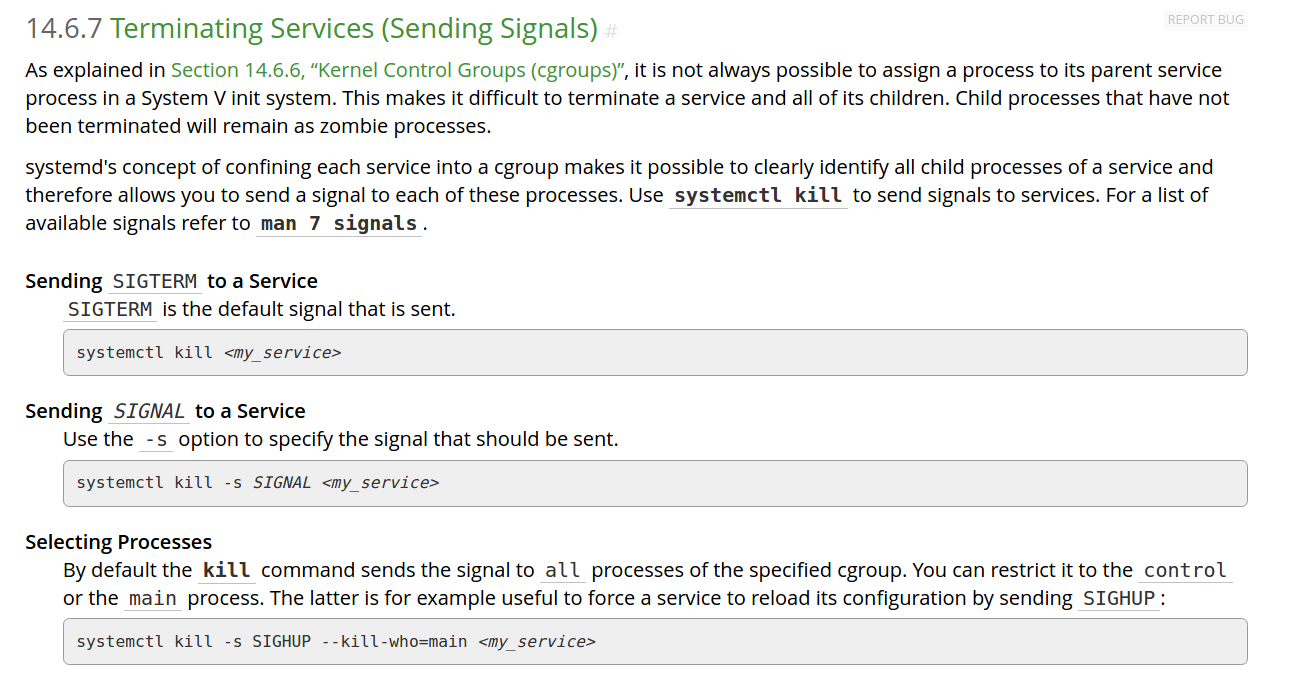 14.6.7 Terminating Services (Sending Signals) #
REPORT BUG
As explained in Section 14.6.6, “Kernel Control Groups (cgroups)”, it is not always possible to assign a process to its parent service
process in a System V init system. This makes it difficult to terminate a service and all of its children. Child processes that have not
been terminated will remain as zombie processes.
systemd's concept of confining each service into a cgroup makes it possible to clearly identify all child processes of a service and
therefore allows you to send a signal to each of these processes. Use systemctl kill to send signals to services. For a list of
available signals refer to man 7 signals.
Sending SIGTERM to a Service
SIGTERM is the default signal that is sent.
systemctl kill <my_service>
Sending SIGNAL to a Service
Use the -s option to specify the signal that should be sent.
systemctl kill -s SIGNAL <my_service>
Selecting Processes
By default the kill command sends the signal to all processes of the specified cgroup. You can restrict it to the control
or the main process. The latter is for example useful to force a service to reload its configuration by sending SIGHUP:
systemctl kill -s SIGHUP --kill-who=main <my_service>